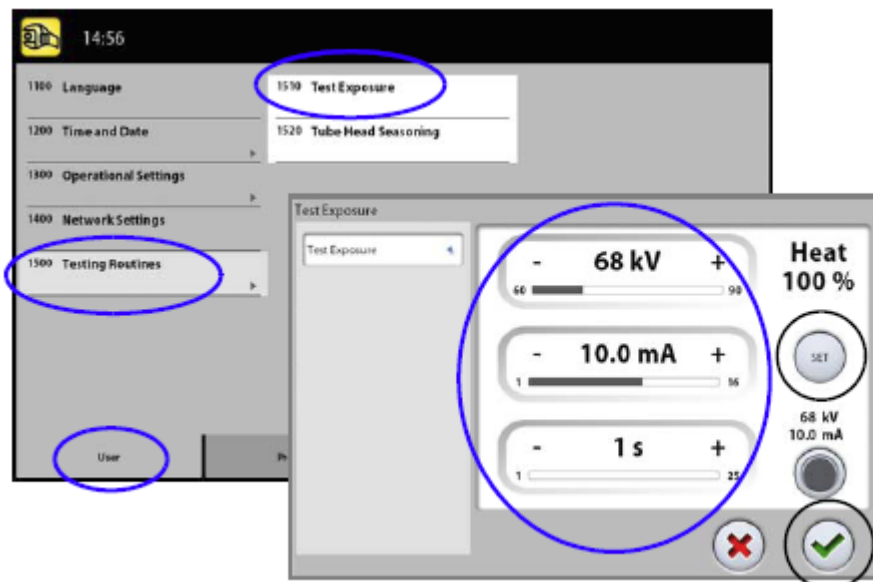 14:56
1100 Language
1200 Time and Date
1300 Operational Settings
1400 Network Settings
1500 Testing Routines
1510 Test Exposure
1520 Tube Head Seasoning
User
Test Exposure
Test Exposure
- 68 kV +
60 90
- 10.0 mA +
1 16
- 1 s +
1 25
Heat
100 %
SET
68 kV
10.0 mA